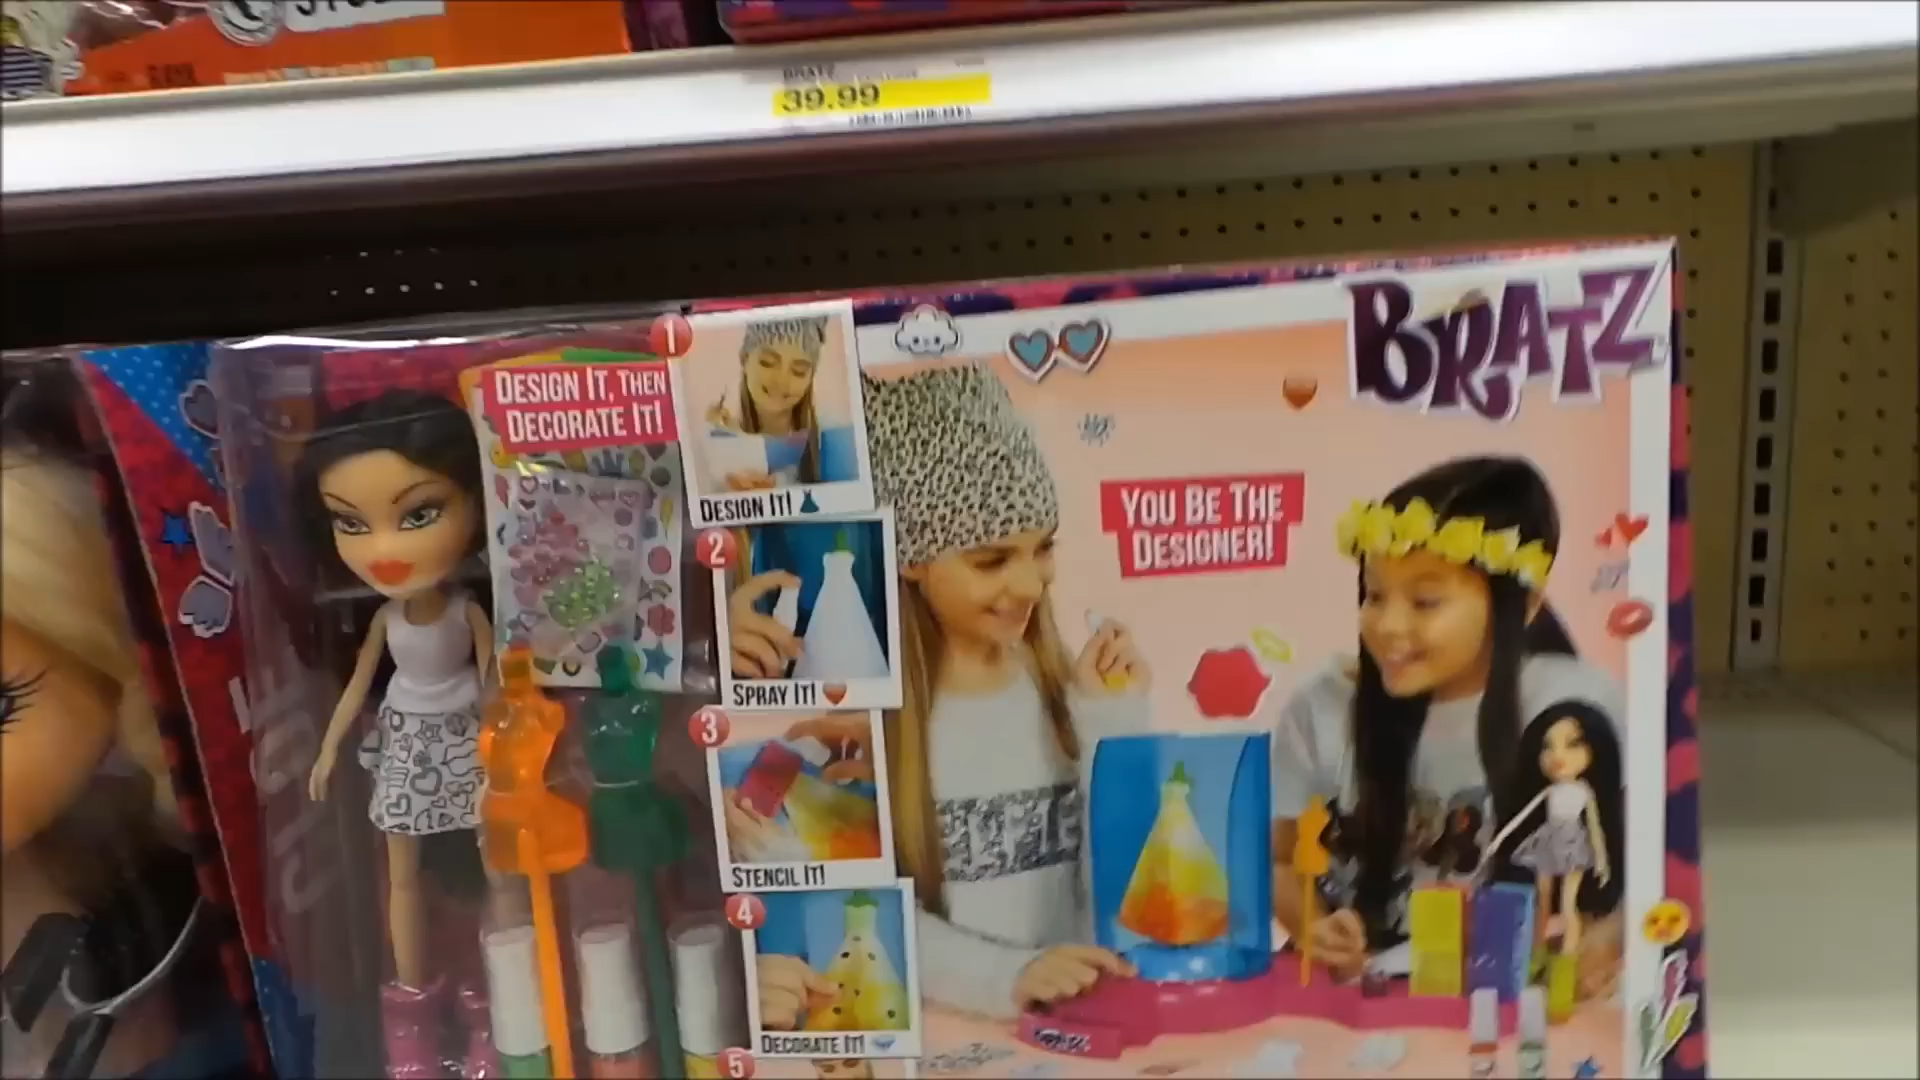 BRATZ
39.99
BRATZ
1
DESIGN IT, THEN
DECORATE IT!
DESIGN IT!
YOU BE THE
DESIGNER!
2
SPRAY IT!
3
STENCIL IT!
4
DECORATE IT!
5